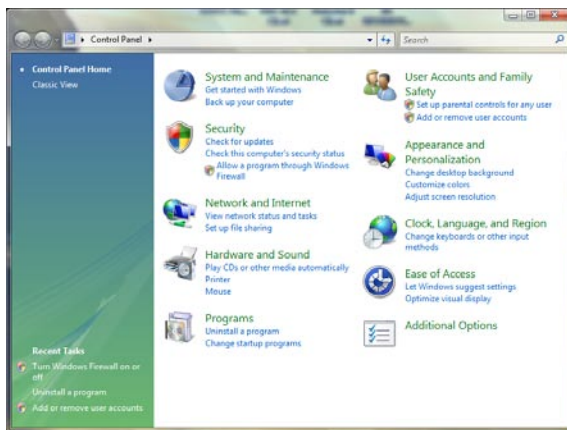 Control Panel
Search
Control Panel Home
Classic View
System and Maintenance
Get started with Windows
Back up your computer
Security
Check for updates
Check this computer's security status
Allow a program through Windows
Firewall
Network and Internet
View network status and tasks
Set up file sharing
Hardware and Sound
Play CDs or other media automatically
Printer
Mouse
Programs
Uninstall a program
Change startup programs
User Accounts and Family
Safety
Set up parental controls for any user
Add or remove user accounts
Appearance and
Personalization
Change desktop background
Customize colors
Adjust screen resolution
Clock, Language, and Region
Change keyboards or other input
methods
Ease of Access
Let Windows suggest settings
Optimize visual display
Additional Options
Recent Tasks
Turn Windows Firewall on or
off
Uninstall a program
Add or remove user accounts